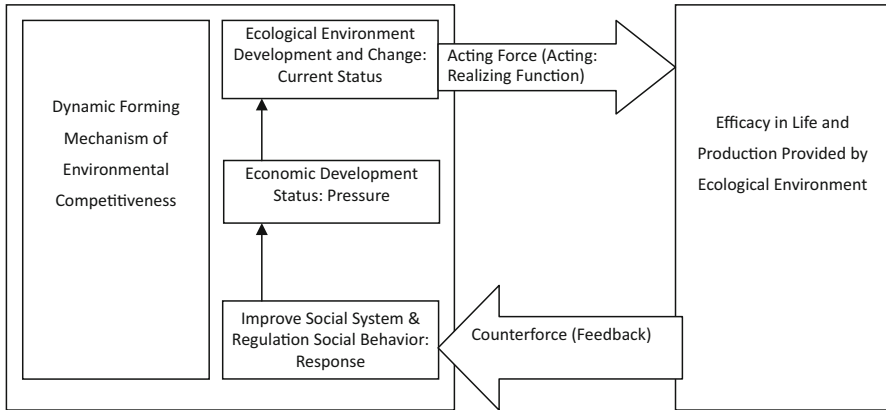 Dynamic Forming
Mechanism of
Environmental
Competitiveness
Ecological Environment
Development and Change:
Current Status
Economic Development
Status: Pressure
Improve Social System &
Regulation Social Behavior:
Response
Acting Force (Acting:
Realizing Function)
Counterforce (Feedback)
Efficacy in Life and
Production Provided by
Ecological Environment